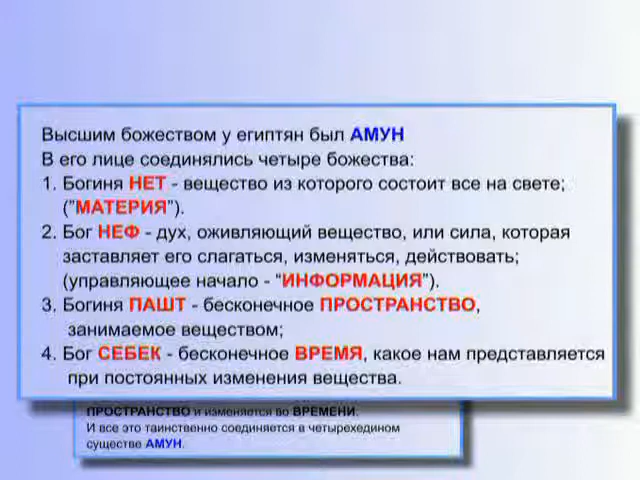 Высшим божеством у египтян был АМУН
В его лице соединялись четыре божества:
1. Богиня НЕТ - вещество из которого состоит все на свете;
("МАТЕРИЯ").
2. Бог НЕФ - дух, оживляющий вещество, или сила, которая
заставляет его слагаться, изменяться, действовать;
(управляющее начало - "ИНФОРМАЦИЯ").
3. Богиня ПАШТ - бесконечное ПРОСТРАНСТВО,
занимаемое веществом;
4. Бог СЕБЕК - бесконечное ВРЕМЯ, какое нам представляется
при постоянных изменения вещества.
ПРОСТРАНСТВО и изменяется во ВРЕМЕНИ.
И все это таинственно соединяется в четырехедином
существе АМУН.